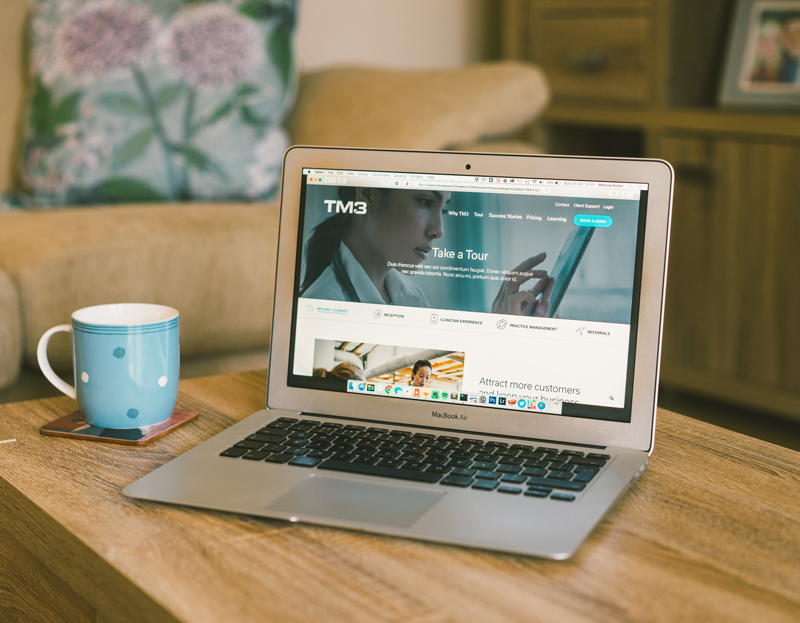 Contact Client Support Login
TM3
Why TM3 Tour Success Stories Pricing Learning
BOOK A DEMO
Take a Tour
Duis rhoncus velit nec est condimentum feugiat. Donec aliquam augue
nec gravida lobortis. Nunc arcu mi, pretium quis dolor id.
PATIENT JOURNEY RECEPTION CLINICIAN EXPERIENCE PRACTICE MANAGEMENT REFERRALS
Attract more customers
and keep your business
MacBook Air